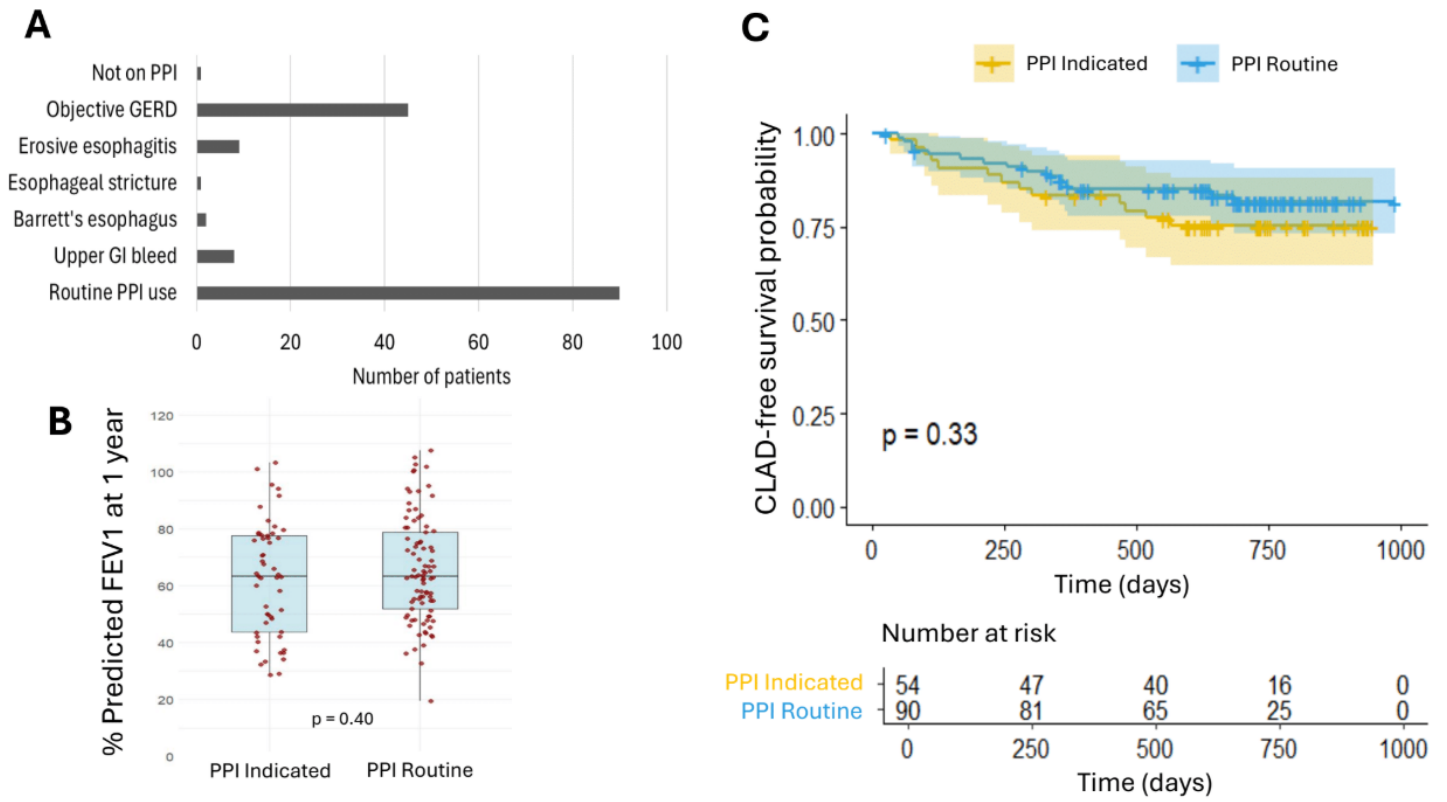 A
Not on PPI
Objective GERD
Erosive esophagitis
Esophageal stricture
Barrett's esophagus
Upper GI bleed
Routine PPI use
0 20 40 60 80 100
Number of patients
B
% Predicted FEV1 at 1 year
120
100
80
60
40
20
0
p = 0.40
PPI Indicated PPI Routine
C
PPI Indicated PPI Routine
CLAD-free survival probability
1.00
0.75
0.50
0.25
0.00
p = 0.33
0 250 500 750 1000
Time (days)
Number at risk
PPI Indicated 54 47 40 16 0
PPI Routine 90 81 65 25 0
0 250 500 750 1000
Time (days)